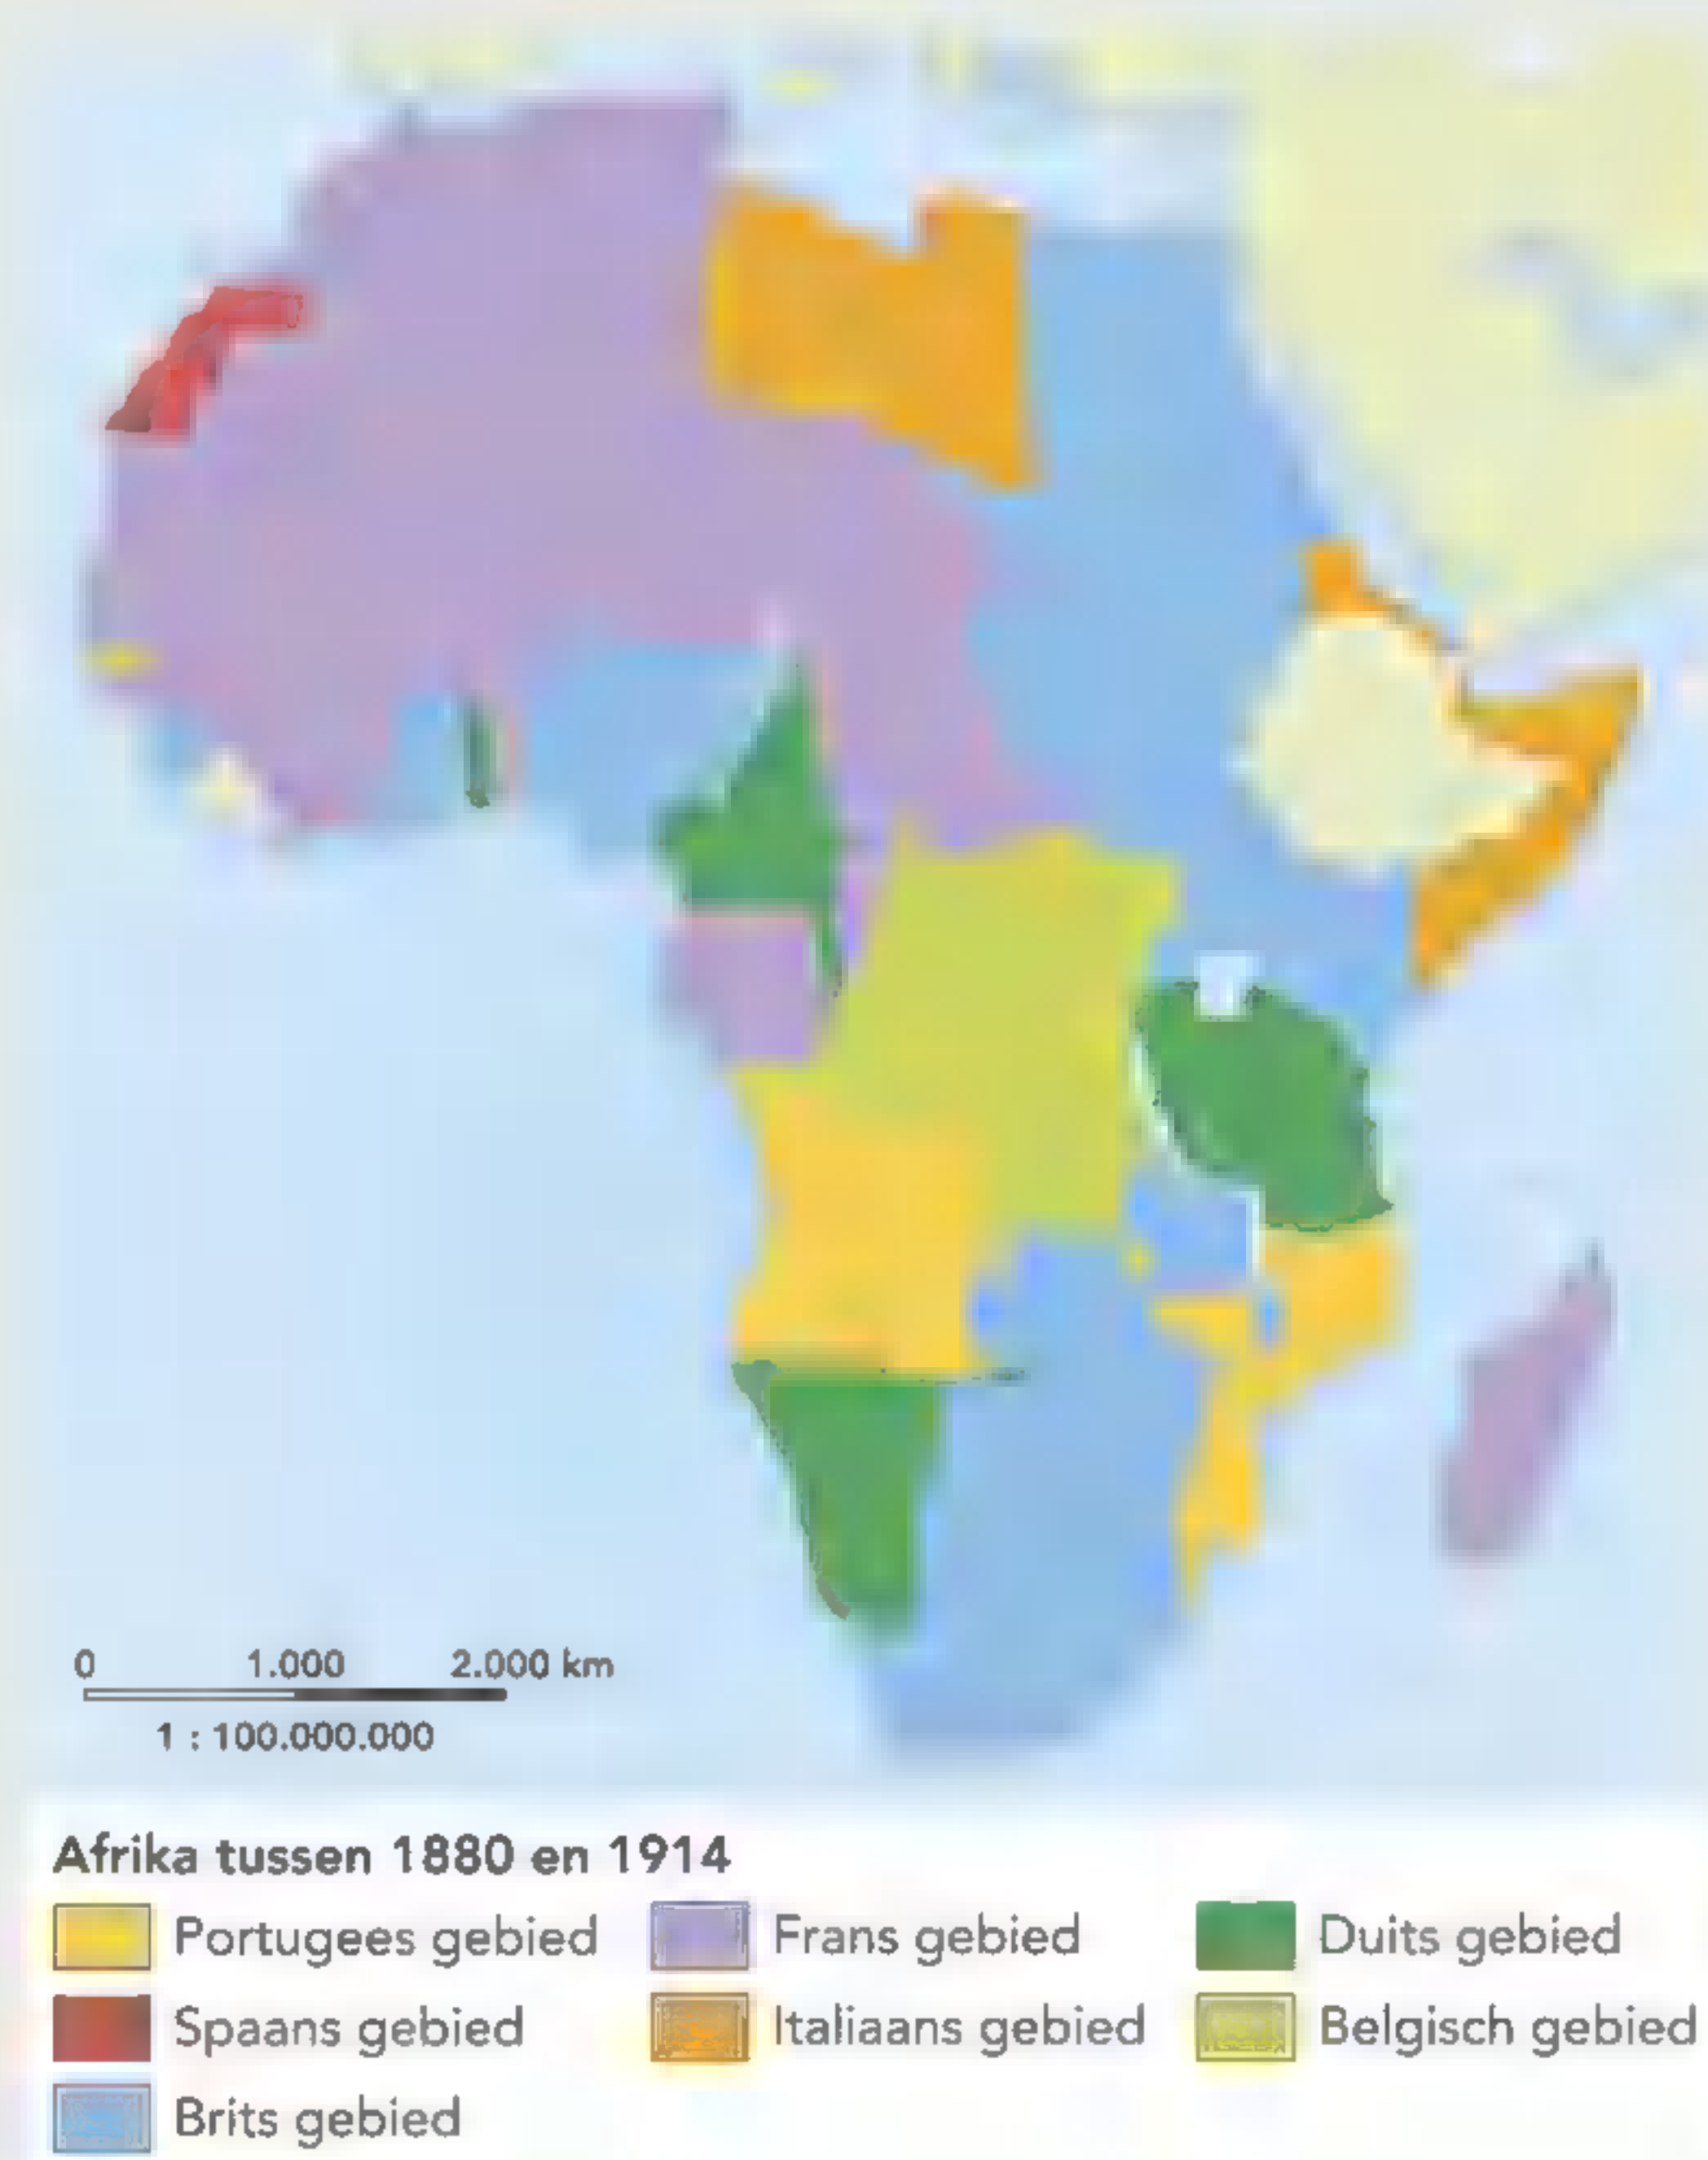 0 1.000 2.000 km
1 : 100.000.000
Afrika tussen 1880 en 1914
Portugees gebied Frans gebied Duits gebied
Spaans gebied Italiaans gebied Belgisch gebied
Brits gebied